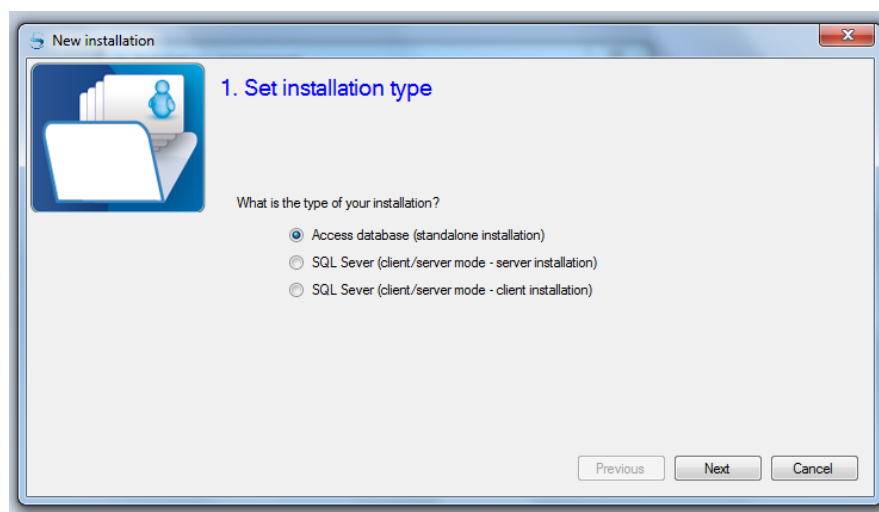 New installation
1. Set installation type
What is the type of your installation?
Access database (standalone installation)
SQL Sever (client/server mode - server installation)
SQL Sever (client/server mode - client installation)
Previous
Next
Cancel